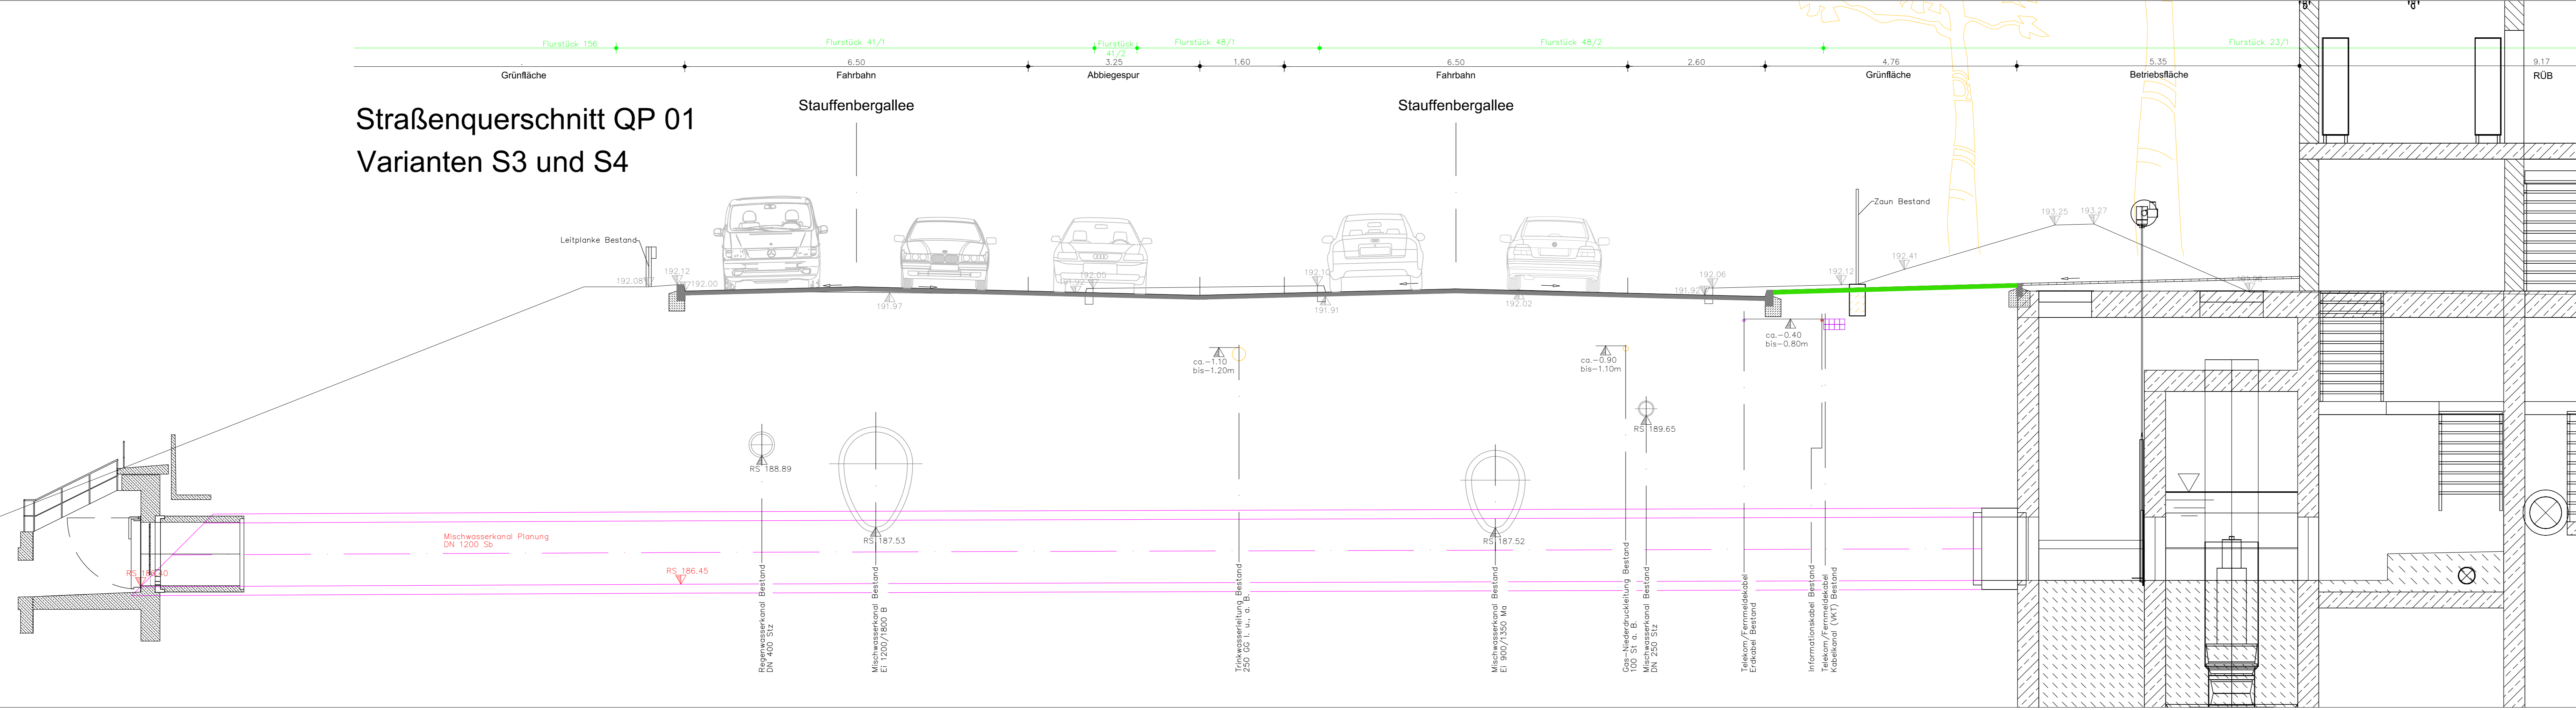 Flurstück 156
Flurstück 41/1
Flurstück
41/2
Flurstück 48/1
Flurstück 48/2
Flurstück 23/1
6.50
3.25
1.60
6.50
2.60
4.76
5.35
9.17
Grünfläche
Fahrbahn
Abbiegespur
Fahrbahn
Grünfläche
Betriebsfläche
RÜB
Straßenquerschnitt QP 01
Varianten S3 und S4
Stauffenbergallee
Stauffenbergallee
Leitplanke Bestand
Zaun Bestand
192.08
192.12
192.00
191.97
192.05
192.10
191.91
192.02
191.92
192.06
192.12
192.41
193.25
193.27
ca.-1.10
bis-1.20m
ca.-0.90
bis-1.10m
ca.-0.40
bis-0.80m
RS 188.89
RS 187.53
RS 187.52
RS 189.65
Mischwasserkanal Planung
DN 1200 Sb
RS 186.45
Regenwasserkanal Bestand
DN 400 Stz
Mischwasserkanal Bestand
Ei 1200/1800 B
Trinkwasserleitung Bestand
250 GG l. u., a. B.
Mischwasserkanal Bestand
Ei 900/1350 Ma
Gas-Niederdruckleitung Bestand
100 St a. B.
Mischwasserkanal Bestand
DN 250 Stz
Telekom/Fernmeldekabel
Erdkabel Bestand
Informationskabel Bestand
Telekom/Fernmeldekabel
Kabelkanal (VKT) Bestand